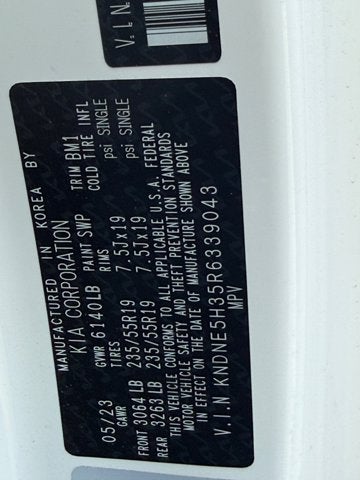 V.I.N
MANUFACTURED IN KOREA BY
KIA CORPORATION
05/23 GVWR 6140LB PAINT SWP TRIM BM1
GAWR TIRES RIMS COLD TIRE INFL
FRONT 3064 LB 235/55R19 7.5Jx19 psi SINGLE
REAR 3263 LB 235/55R19 7.5Jx19 psi SINGLE
THIS VEHICLE CONFORMS TO ALL APPLICABLE U.S.A. FEDERAL
MOTOR VEHICLE SAFETY AND THEFT PREVENTION STANDARDS
IN EFFECT ON THE DATE OF MANUFACTURE SHOWN ABOVE
V.I.N KNDNE5H35R6339043
MPV